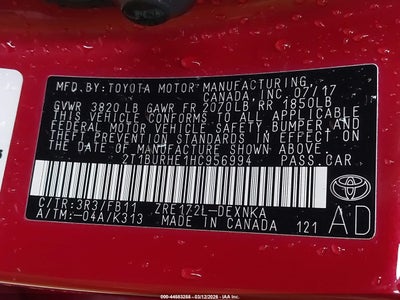 MFD.BY:TOYOTA MOTOR MANUFACTURING
CANADA, INC. 07/17
GVWR 3820LB GAWR FR 2070LB RR 1850LB
THIS VEHICLE CONFORMS TO ALL APPLICABLE
FEDERAL MOTOR VEHICLE SAFETY, BUMPER, AND
THEFT PREVENTION STANDARDS IN EFFECT ON
THE DATE OF MANUFACTURE SHOWN ABOVE.
2T1BURHE1HC956994 PASS.CAR
C/TR:3R3/FB11 ZRE172L-DEXNKA
A/TM:-04A/K313 MADE IN CANADA 121
TOYOTA
AD
000-44693288 - 03/12/2026 - IAA Inc.